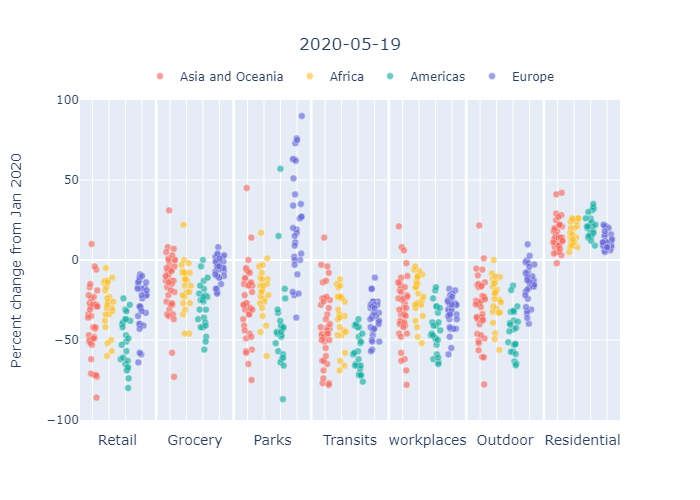 2020-05-19
Asia and Oceania Africa Americas Europe
Percent change from Jan 2020
100
50
0
−50
−100
Retail Grocery Parks Transits workplaces Outdoor Residential